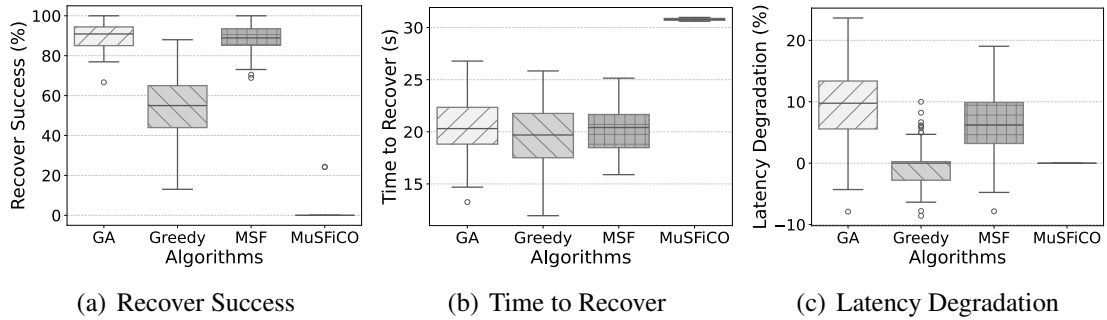 Recover Success (%)
100
80
60
40
20
0
GA Greedy MSF MuSFiCO
Algorithms
(a) Recover Success
Time to Recover (s)
30
25
20
15
GA Greedy MSF MuSFiCO
Algorithms
(b) Time to Recover
Latency Degradation (%)
20
10
0
−10
GA Greedy MSF MuSFiCO
Algorithms
(c) Latency Degradation